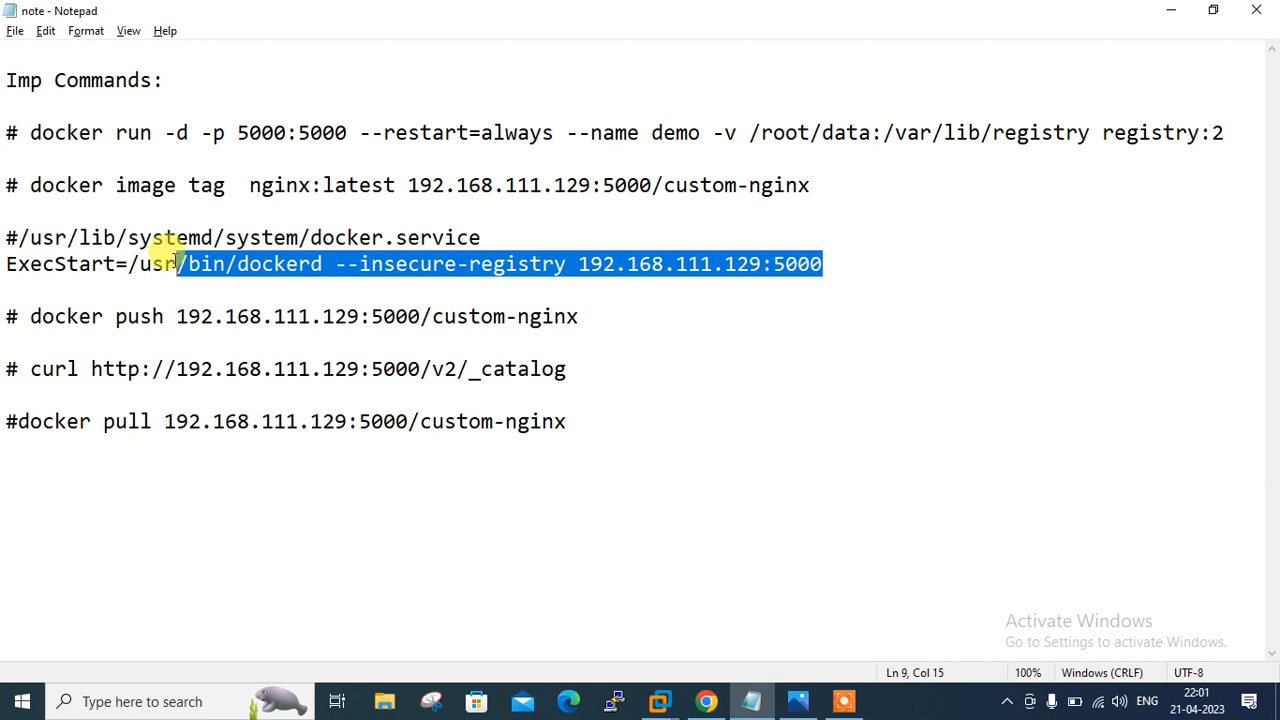 note - Notepad
File Edit Format View Help
Imp Commands:
# docker run -d -p 5000:5000 --restart=always --name demo -v /root/data:/var/lib/registry registry:2
# docker image tag  nginx:latest 192.168.111.129:5000/custom-nginx
#/usr/lib/systemd/system/docker.service
ExecStart=/usr/bin/dockerd --insecure-registry 192.168.111.129:5000
# docker push 192.168.111.129:5000/custom-nginx
# curl http://192.168.111.129:5000/v2/_catalog
#docker pull 192.168.111.129:5000/custom-nginx
Activate Windows
Go to Settings to activate Windows.
Ln 9, Col 15 100% Windows (CRLF) UTF-8
Type here to search ENG 22:01
21-04-2023